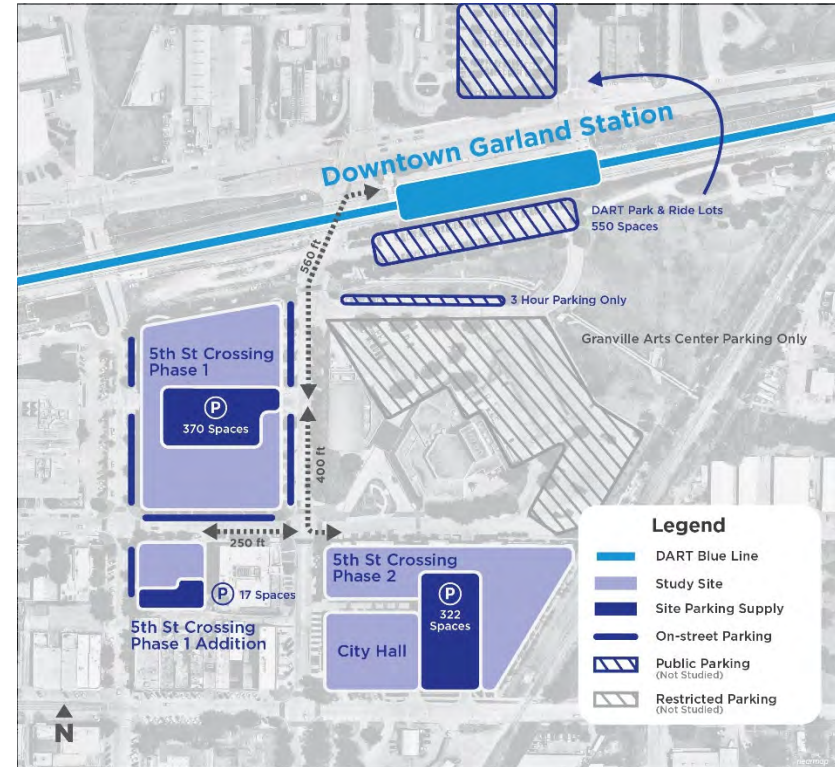 Downtown Garland Station
DART Park & Ride Lots
550 Spaces
560 ft
3 Hour Parking Only
Granville Arts Center Parking Only
5th St Crossing
Phase 1
P
370 Spaces
400 ft
250 ft
P 17 Spaces
5th St Crossing
Phase 1 Addition
5th St Crossing
Phase 2
P
322
Spaces
City Hall
N
Legend
DART Blue Line
Study Site
Site Parking Supply
On-street Parking
Public Parking
(Not Studied)
Restricted Parking
(Not Studied)
nearmap